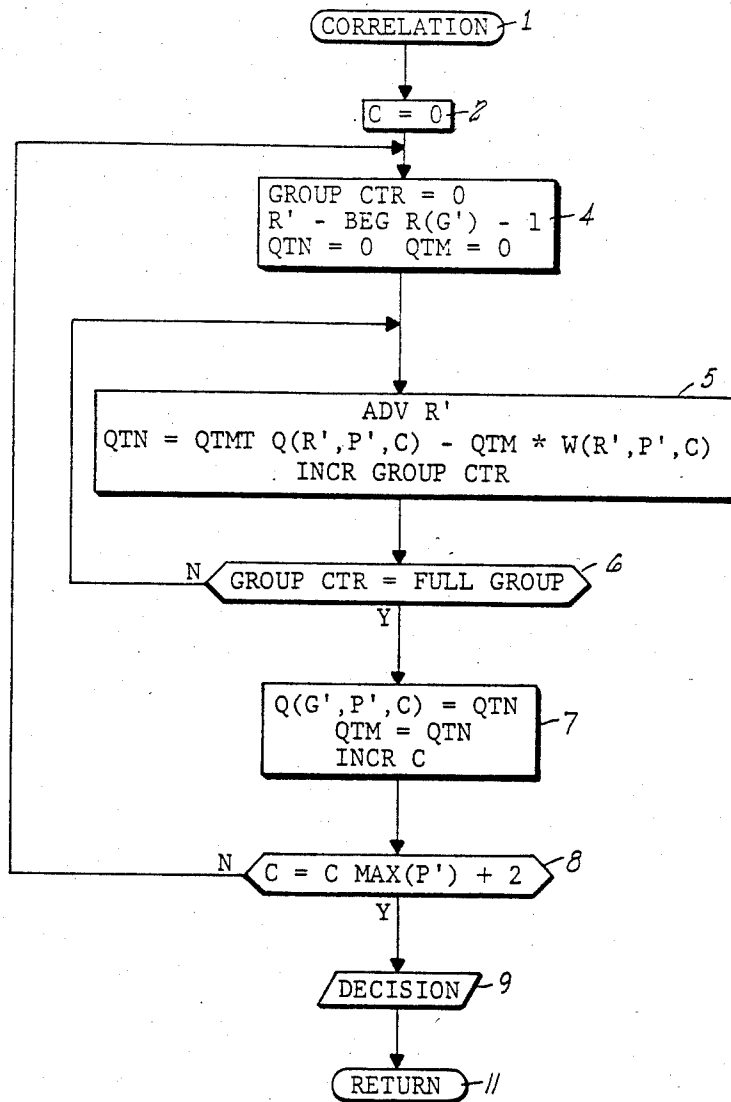 CORRELATION 1
C = 0 2
GROUP CTR = 0
R' - BEG R(G') - 1 4
QTN = 0 QTM = 0
5
ADV R'
QTN = QTMT Q(R',P',C) - QTM * W(R',P',C)
INCR GROUP CTR
N GROUP CTR = FULL GROUP 6
Y
Q(G',P',C) = QTN
QTM = QTN 7
INCR C
N C = C MAX(P') + 2 8
Y
DECISION 9
RETURN 11